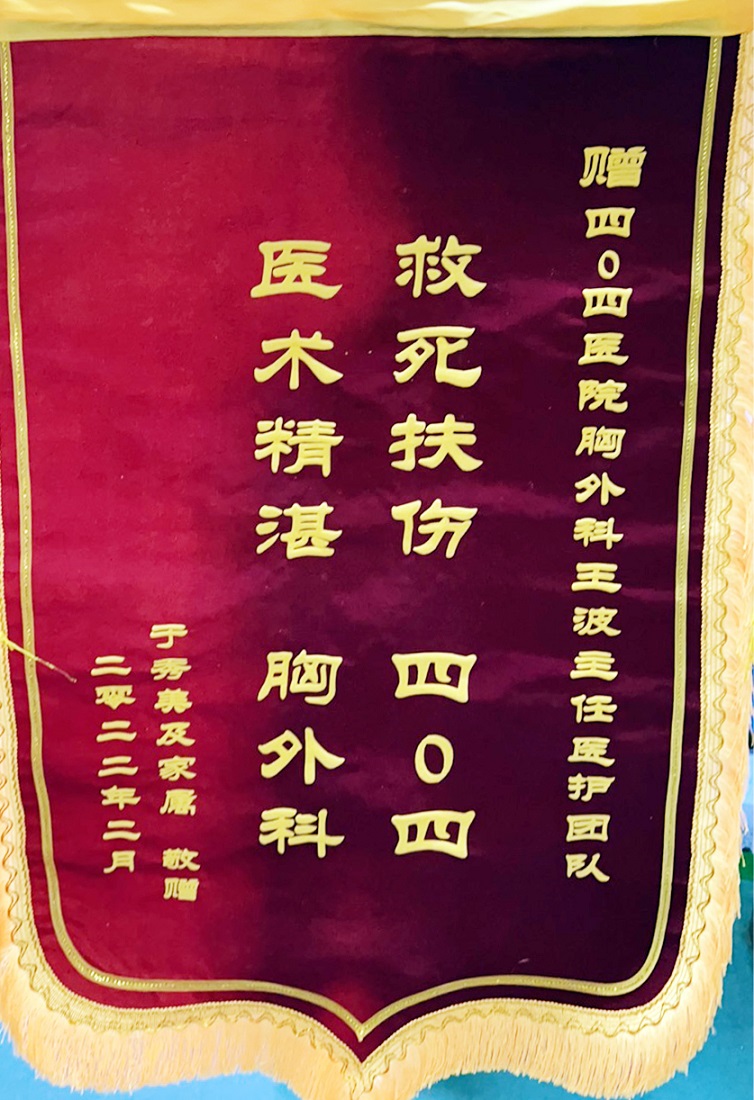 赠四0四医院胸外科王波主任医护团队
救死扶伤 四0四
医术精湛 胸外科
于秀美及家属 敬赠
二零二二年二月